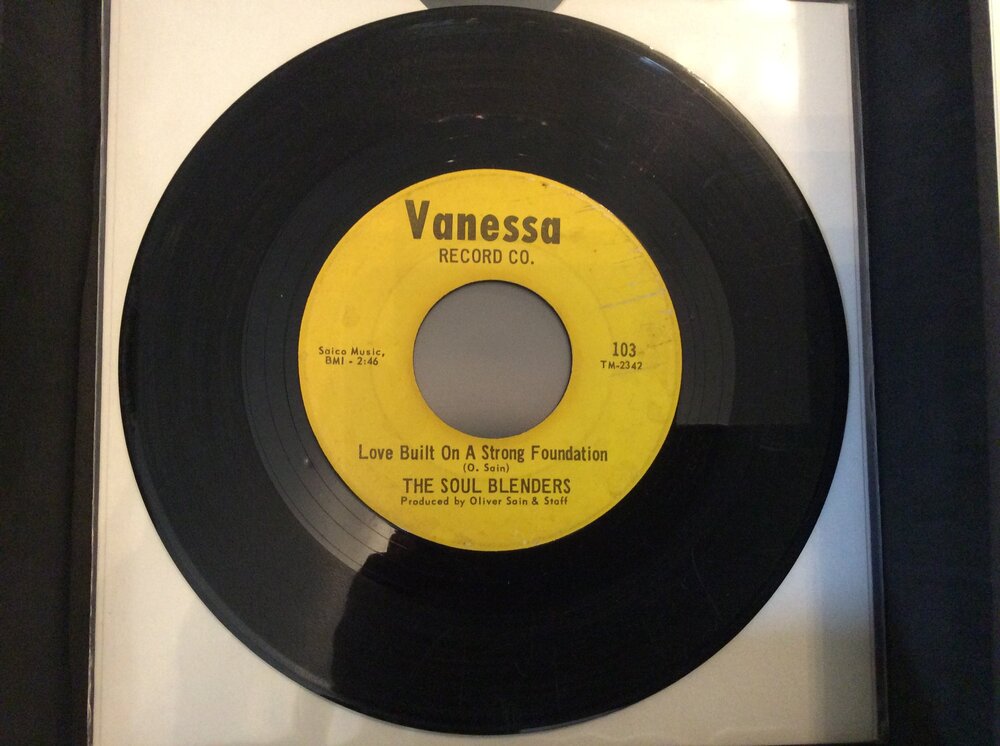 Vanessa
RECORD CO.
Saico Music,
BMI - 2:46
103
TM-2342
Love Built On A Strong Foundation
(O. Sain)
THE SOUL BLENDERS
Produced by Oliver Sain & Staff